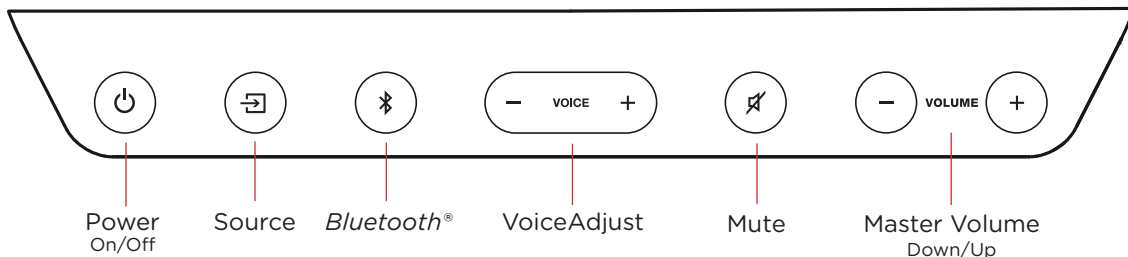 − VOICE +
− VOLUME +
Power Source Bluetooth® VoiceAdjust Mute Master Volume
On/Off Down/Up